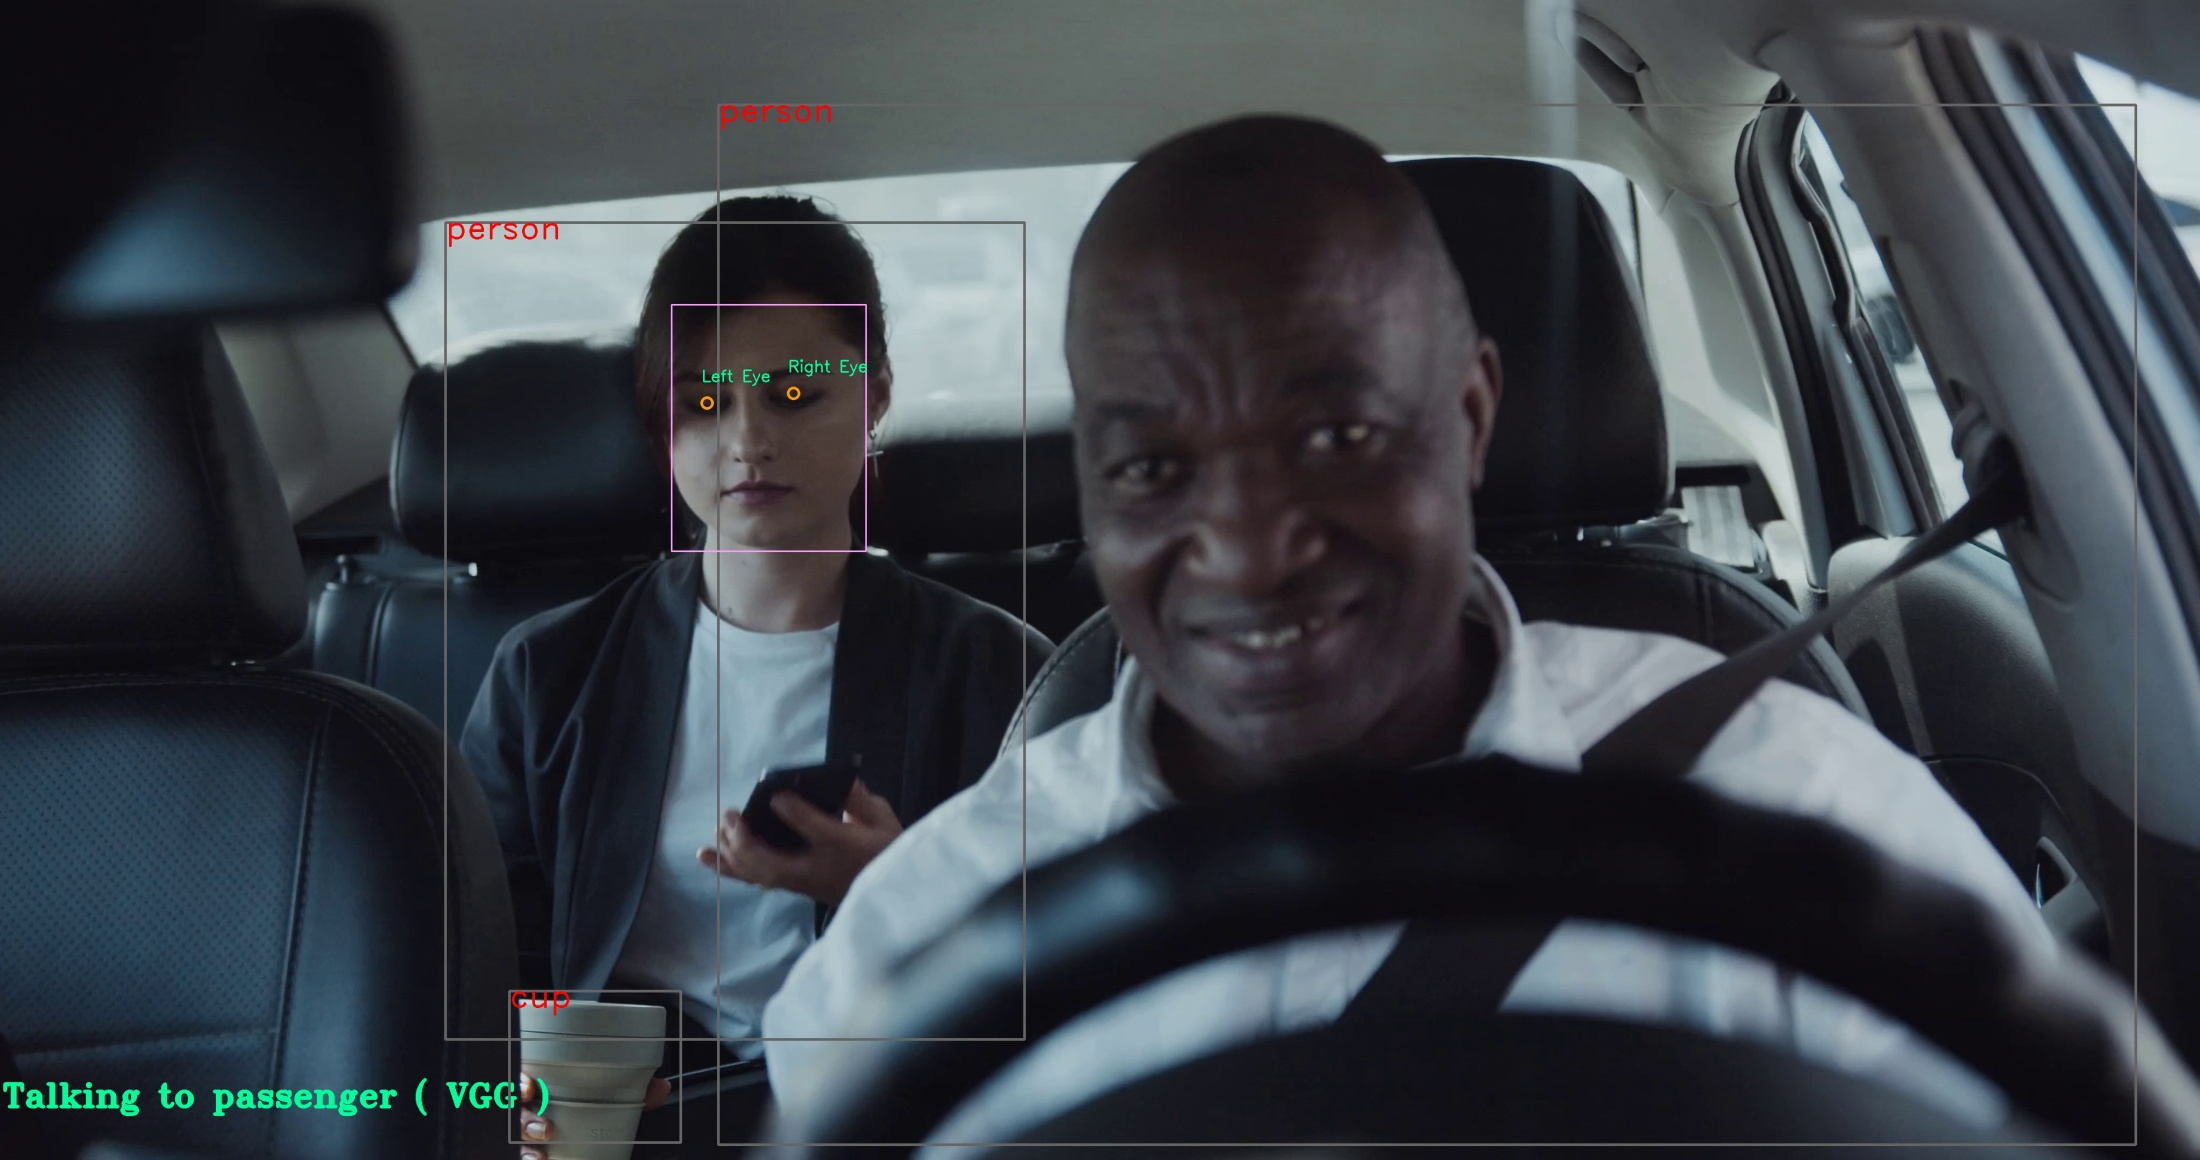 person
person
Left Eye
Right Eye
cup
Talking to passenger ( VGG )